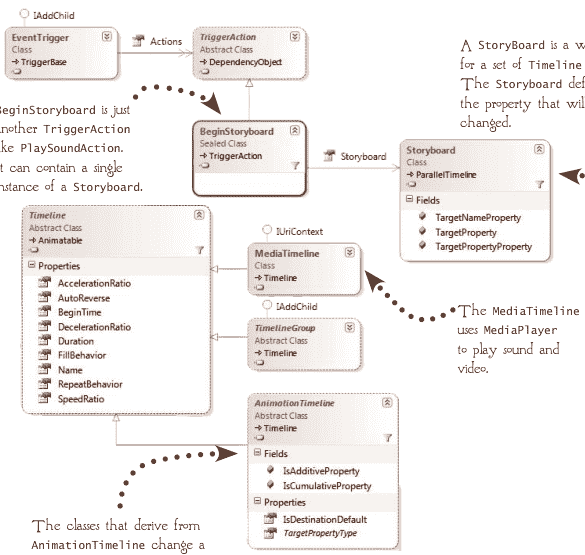 IAddChild
EventTrigger
Class
TriggerBase
Actions
TriggerAction
Abstract Class
DependencyObject
A StoryBoard is a w
for a set of Timeline
The Storyboard def
the property that wil
changed.
BeginStoryboard is just
another TriggerAction
like PlaySoundAction.
It can contain a single
instance of a Storyboard.
BeginStoryboard
Sealed Class
TriggerAction
Storyboard
Storyboard
Class
ParallelTimeline
Fields
TargetNameProperty
TargetProperty
TargetPropertyProperty
Timeline
Abstract Class
Animatable
Properties
AccelerationRatio
AutoReverse
BeginTime
DecelerationRatio
Duration
FillBehavior
Name
RepeatBehavior
SpeedRatio
IUriContext
MediaTimeline
Class
Timeline
IAddChild
TimelineGroup
Abstract Class
Timeline
The MediaTimeline
uses MediaPlayer
to play sound and
video.
AnimationTimeline
Abstract Class
Timeline
Fields
IsAdditiveProperty
IsCumulativeProperty
Properties
IsDestinationDefault
TargetPropertyType
The classes that derive from
AnimationTimeline change a